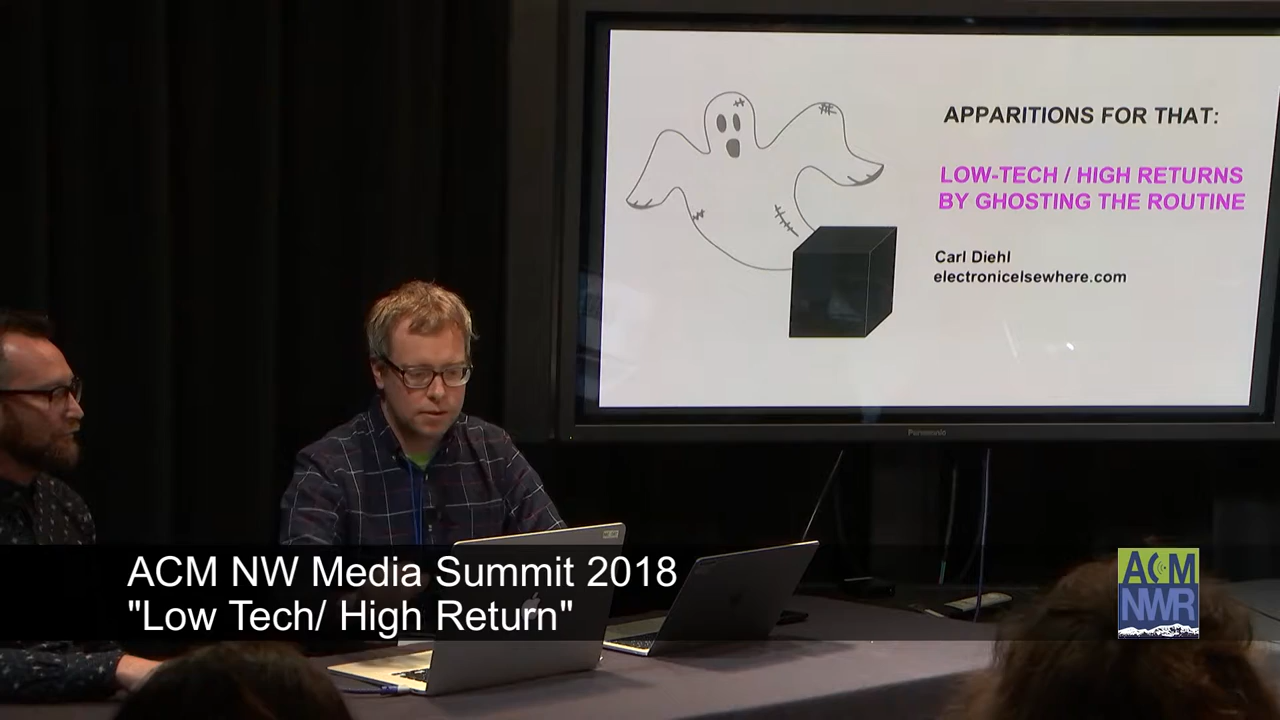 APPARITIONS FOR THAT:
LOW-TECH / HIGH RETURNS
BY GHOSTING THE ROUTINE
Carl Diehl
electronicelsewhere.com
Panasonic
ACM NW Media Summit 2018
"Low Tech/ High Return"
ACM
NWR